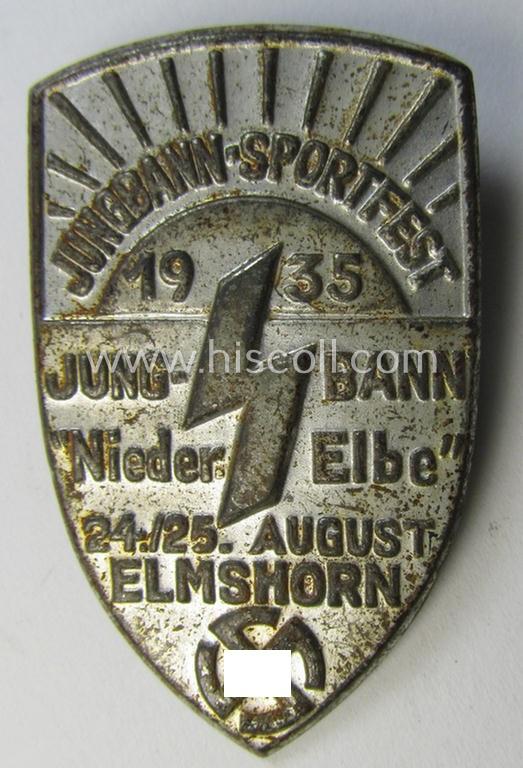 JUNGBANN-SPORTFEST
1935
JUNG-BANN
"Nieder Elbe"
24./25. AUGUST
ELMSHORN
www.hiscoll.com